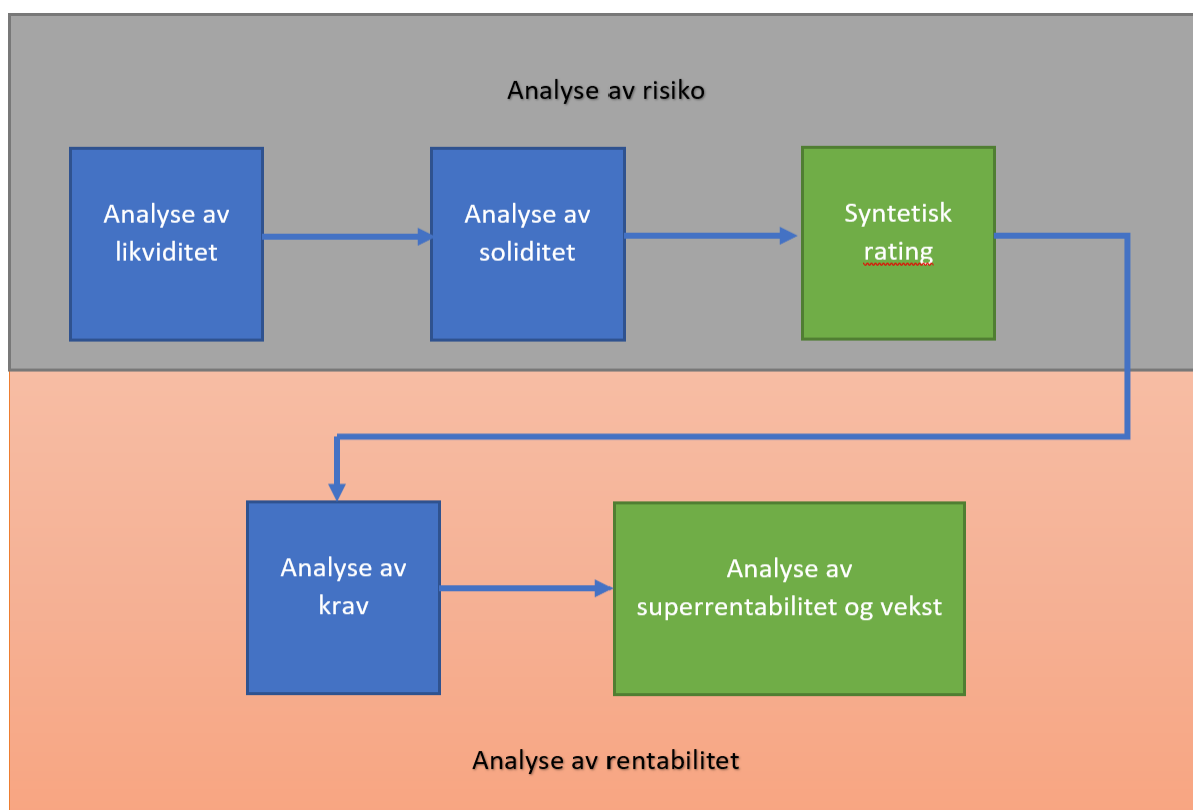 Analyse av risiko
Analyse av
likviditet
Analyse av
soliditet
Syntetisk
rating
Analyse av
krav
Analyse av
superrentabilitet og vekst
Analyse av rentabilitet